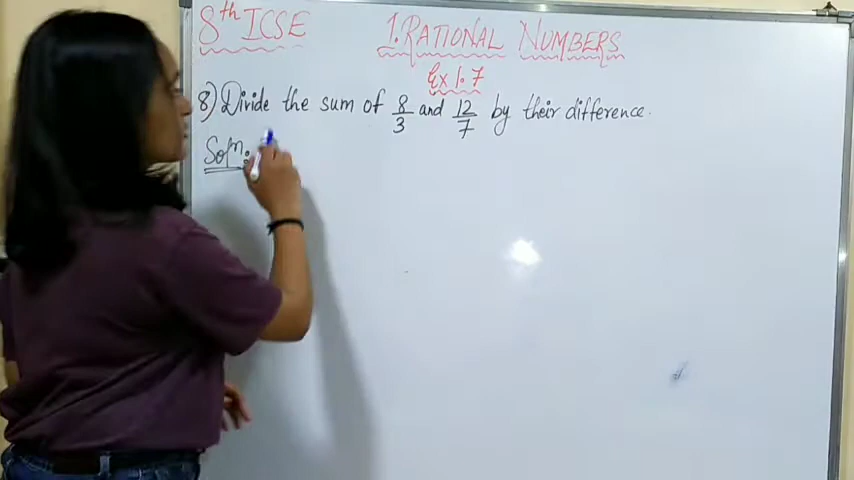 8th ICSE 1. RATIONAL NUMBERS
Ex 1.7
8) Divide the sum of 8/3 and 12/7 by their difference.
Soln: